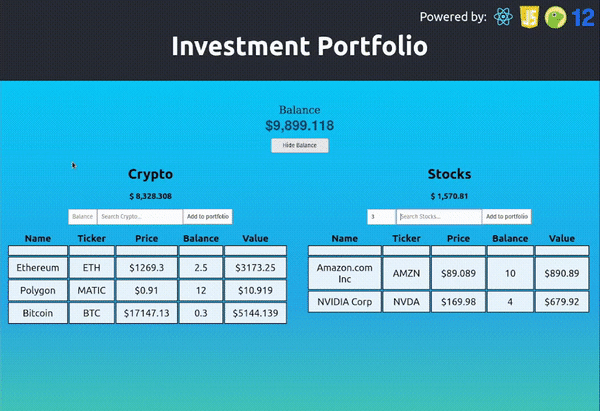 Powered by: JS 12
Investment Portfolio
Balance
$9,899.118
Hide Balance
Crypto
$ 8,328.308
Balance Search Crypto... Add to portfolio
Name Ticker Price Balance Value
Ethereum ETH $1269.3 2.5 $3173.25
Polygon MATIC $0.91 12 $10.919
Bitcoin BTC $17147.13 0.3 $5144.139
Stocks
$ 1,570.81
3 Search Stocks... Add to portfolio
Name Ticker Price Balance Value
Amazon.com
Inc AMZN $89.089 10 $890.89
NVIDIA Corp NVDA $169.98 4 $679.92